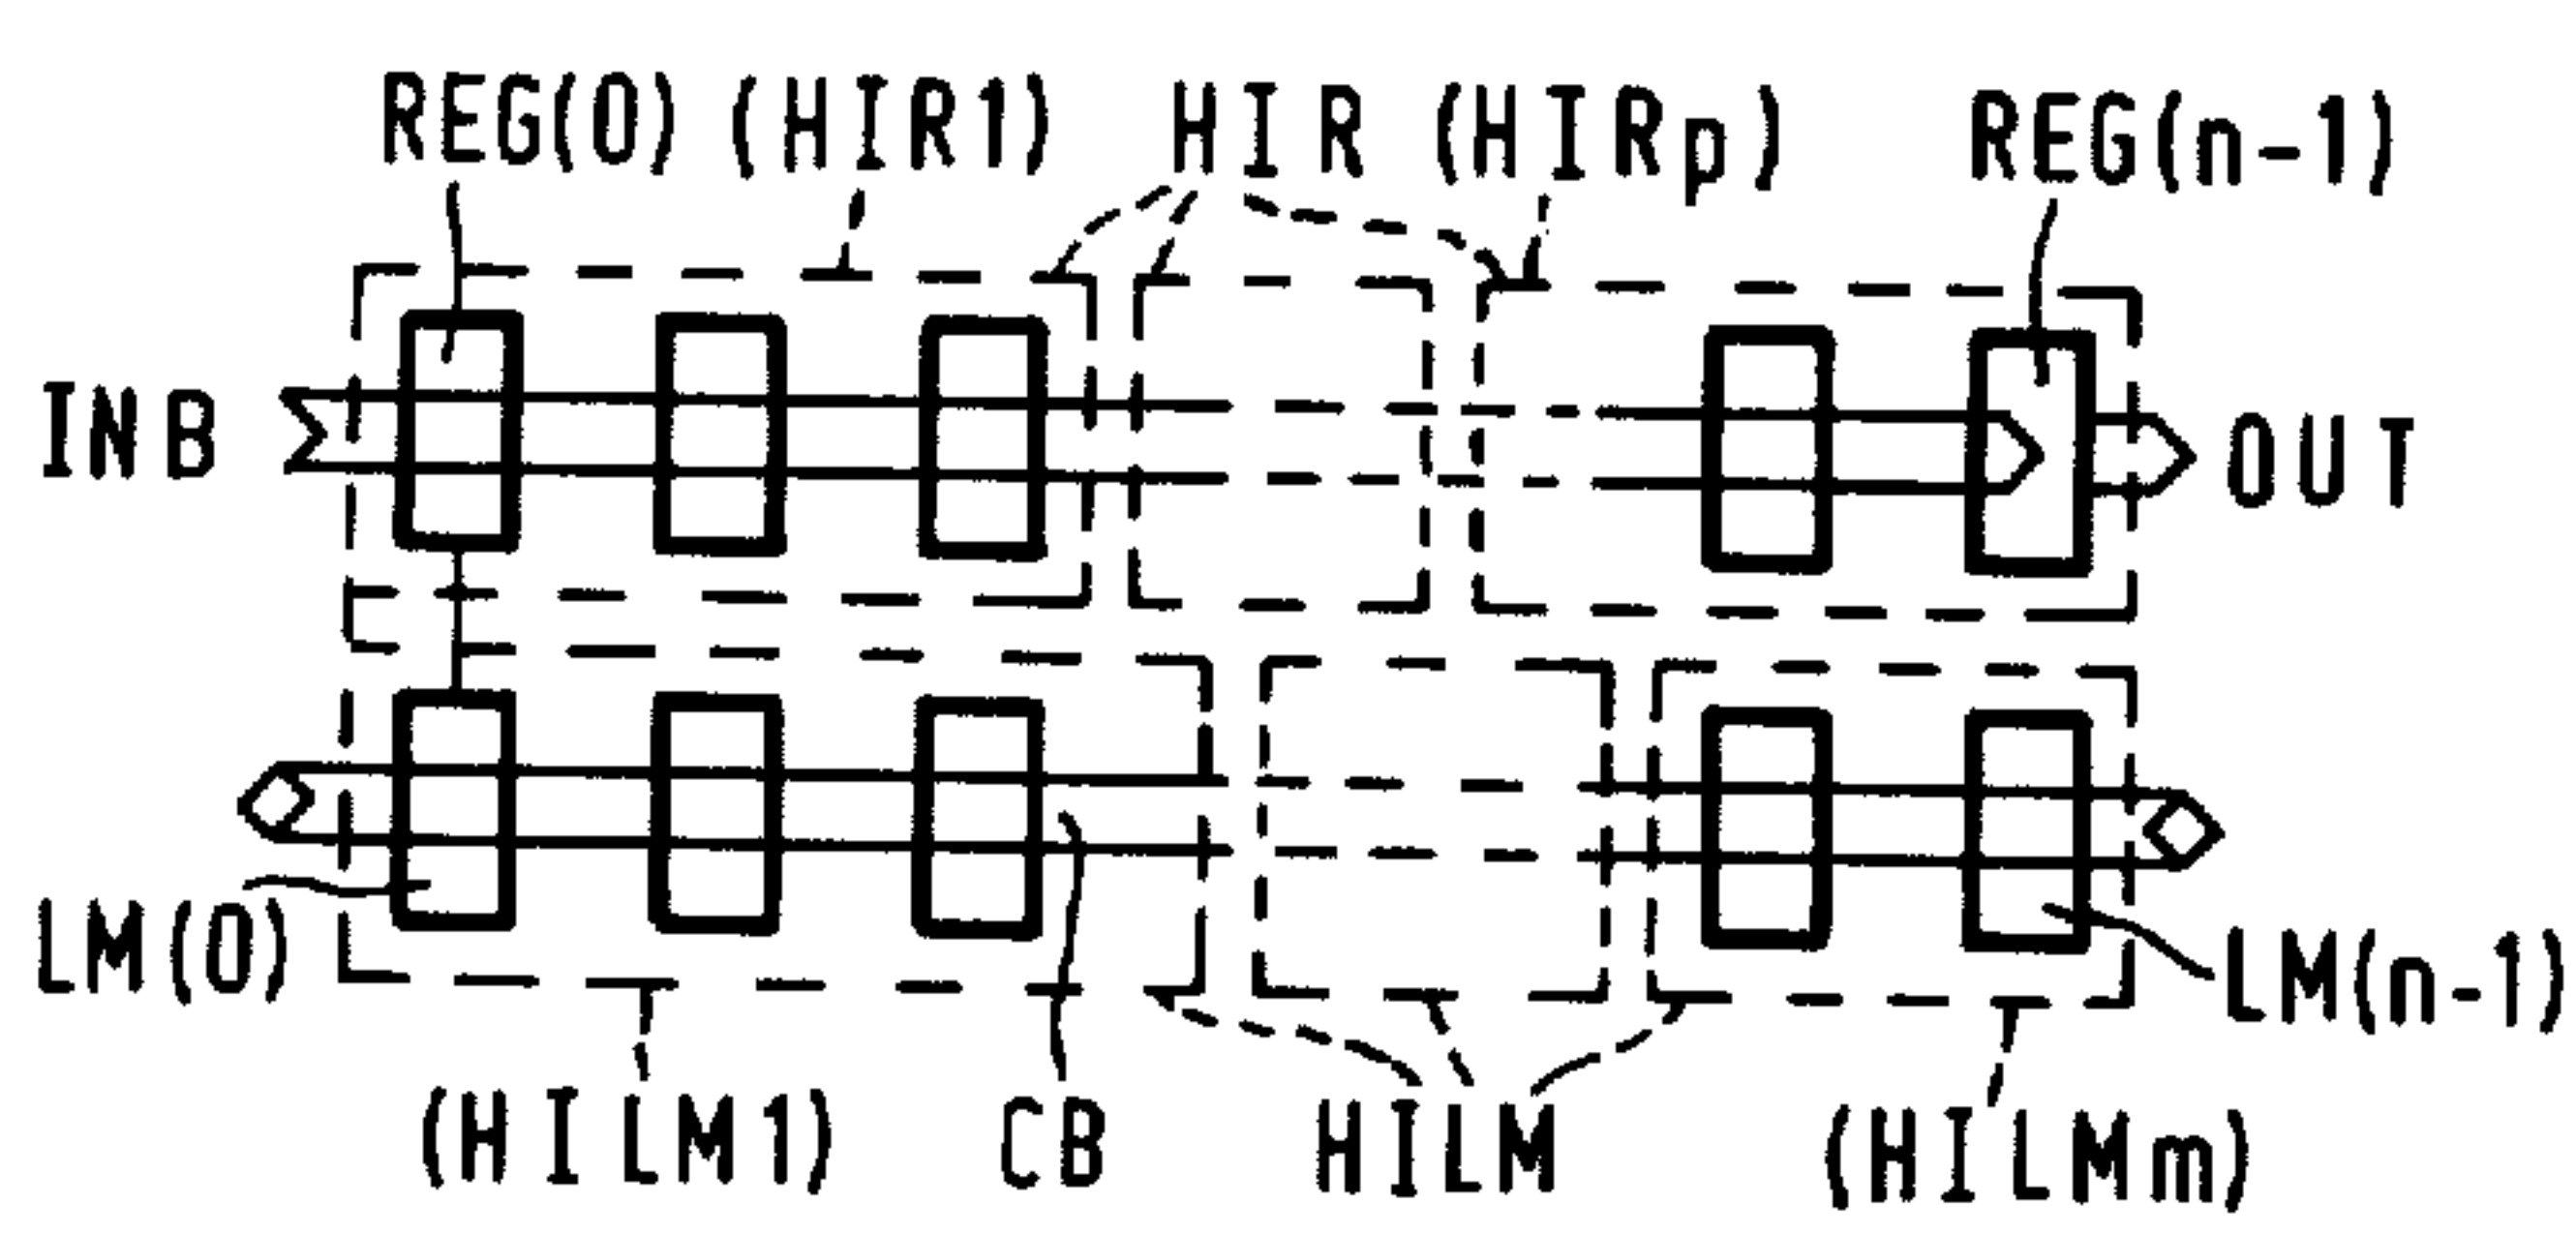 REG(0) (HIR1) HIR (HIRp) REG(n-1)
INB OUT
LM(0) LM(n-1)
(HILM1) CB HILM (HILMm)